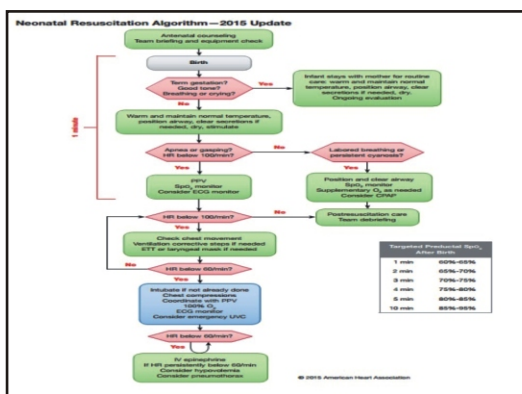 Neonatal Resuscitation Algorithm—2015 Update
Antenatal counseling
Team briefing and equipment check
Birth
Term gestation?
Good tone?
Breathing or crying?
Yes
Infant stays with mother for routine
care: warm and maintain normal
temperature, position airway, clear
secretions if needed, dry.
Ongoing evaluation
No
1 minute
Warm and maintain normal temperature,
position airway, clear secretions if
needed, dry, stimulate
Apnea or gasping?
HR below 100/min?
No
Labored breathing or
persistent cyanosis?
Yes
Yes
PPV
SpO₂ monitor
Consider ECG monitor
Position and clear airway
SpO₂ monitor
Supplementary O₂ as needed
Consider CPAP
HR below 100/min?
No
Postresuscitation care
Team debriefing
Yes
Check chest movement
Ventilation corrective steps if needed
ETT or laryngeal mask if needed
No
HR below 60/min?
Yes
Intubate if not already done
Chest compressions
Coordinate with PPV
100% O₂
ECG monitor
Consider emergency UVC
HR below 60/min?
Yes
IV epinephrine
If HR persistently below 60/min
Consider hypovolemia
Consider pneumothorax
Targeted Preductal SpO₂
After Birth
1 min 60%-65%
2 min 65%-70%
3 min 70%-75%
4 min 75%-80%
5 min 80%-85%
10 min 85%-95%
© 2015 American Heart Association